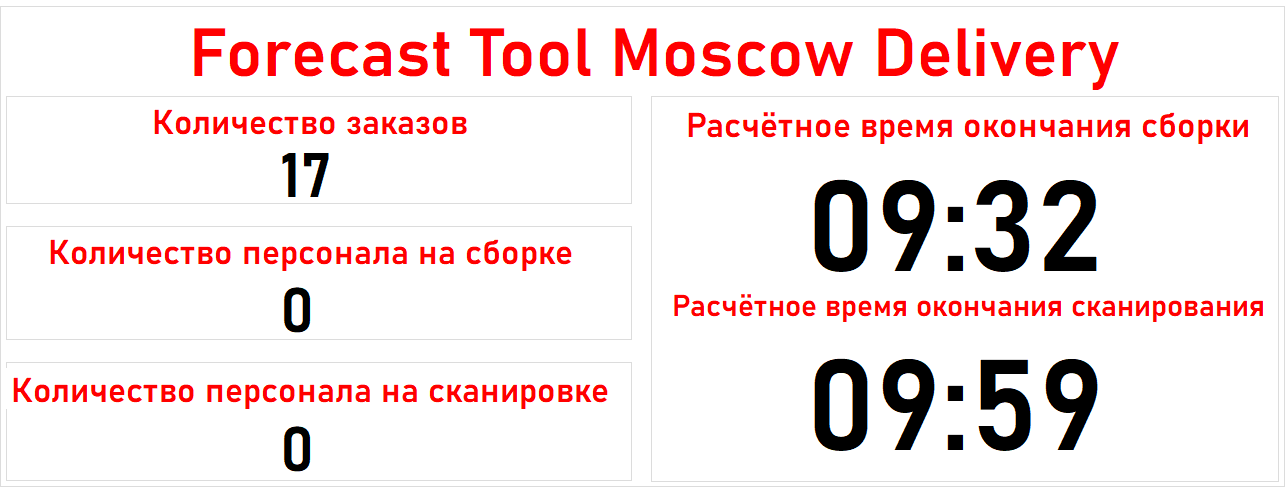 Forecast Tool Moscow Delivery
Количество заказов
17
Количество персонала на сборке
0
Количество персонала на сканировке
0
Расчётное время окончания сборки
09:32
Расчётное время окончания сканирования
09:59